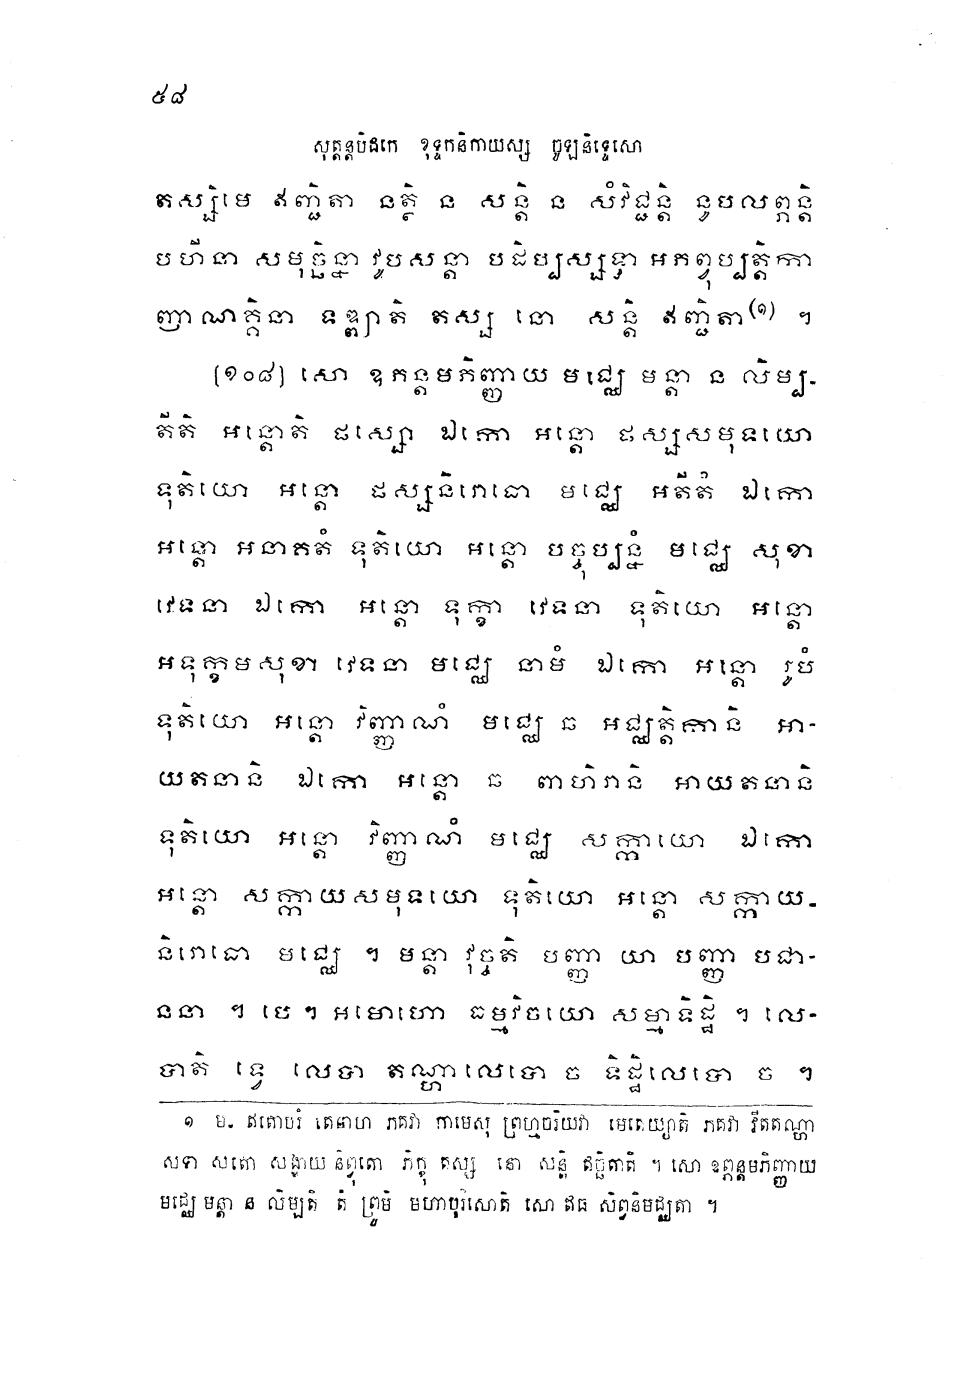 ៥៨
សុត្តន្តបិដកេ ខុទ្ទកនិកាយស្ស ចូឡនិទ្ទេសោ
តស្សិមេ ឥញ្ជិតា នត្ថិ ន សន្តិ ន សំវិជ្ជន្តិ នូបលព្ភន្តិ
បហីនា សមុច្ឆិន្នា វូបសន្តា បដិប្បស្សទ្ធា អភព្វុប្បត្តិកា
ញាណគ្គិនា ទឌ្ឍាតិ តស្ស នោ សន្តិ ឥញ្ជិតា(១) ។
[១០៨] សោ ឧភន្តមភិញ្ញាយ មជ្ឈេ មន្តា ន លិម្ប-
តីតិ អន្តោតិ ផស្សោ ឯកោ អន្តោ ផស្សសមុទយោ
ទុតិយោ អន្តោ ផស្សនិរោធោ មជ្ឈេ អតីតំ ឯកោ
អន្តោ អនាគតំ ទុតិយោ អន្តោ បច្ចុប្បន្នំ មជ្ឈេ សុខា
វេទនា ឯកោ អន្តោ ទុក្ខា វេទនា ទុតិយោ អន្តោ
អទុក្ខមសុខា វេទនា មជ្ឈេ នាមំ ឯកោ អន្តោ រូបំ
ទុតិយោ អន្តោ វិញ្ញាណំ មជ្ឈេ ឆ អជ្ឈត្តិកានិ អា-
យតនានិ ឯកោ អន្តោ ឆ ពាហិរានិ អាយតនានិ
ទុតិយោ អន្តោ វិញ្ញាណំ មជ្ឈេ សក្កាយោ ឯកោ
អន្តោ សក្កាយសមុទយោ ទុតិយោ អន្តោ សក្កាយ-
និរោធោ មជ្ឈេ ។ មន្តា វុច្ចតិ បញ្ញា យា បញ្ញា បជា-
ននា ។ បេ ។ អមោហោ ធម្មវិចយោ សម្មាទិដ្ឋិ ។ លេ-
បាតិ ទ្វេ លេបា តណ្ហាលេបោ ច ទិដ្ឋិលេបោ ច ។
១ ម. ឥតោបរំ តេនាហ ភគវា កាមេសុ ព្រហ្មចរិយវា មេតេយ្យាតិ ភគវា វីតតណ្ហា
សទា សតោ សង្ខាយ និព្វុតោ ភិក្ខុ តស្ស នោ សន្តិ ឥញ្ជិតាតិ ។ សោ ឧព្ភន្តមភិញ្ញាយ
មជ្ឈេ មន្តា ន លិម្បតិ តំ ព្រូមិ មហាបុរិសោតិ សោ ឥធ សិព្វនិមជ្ឈគា ។